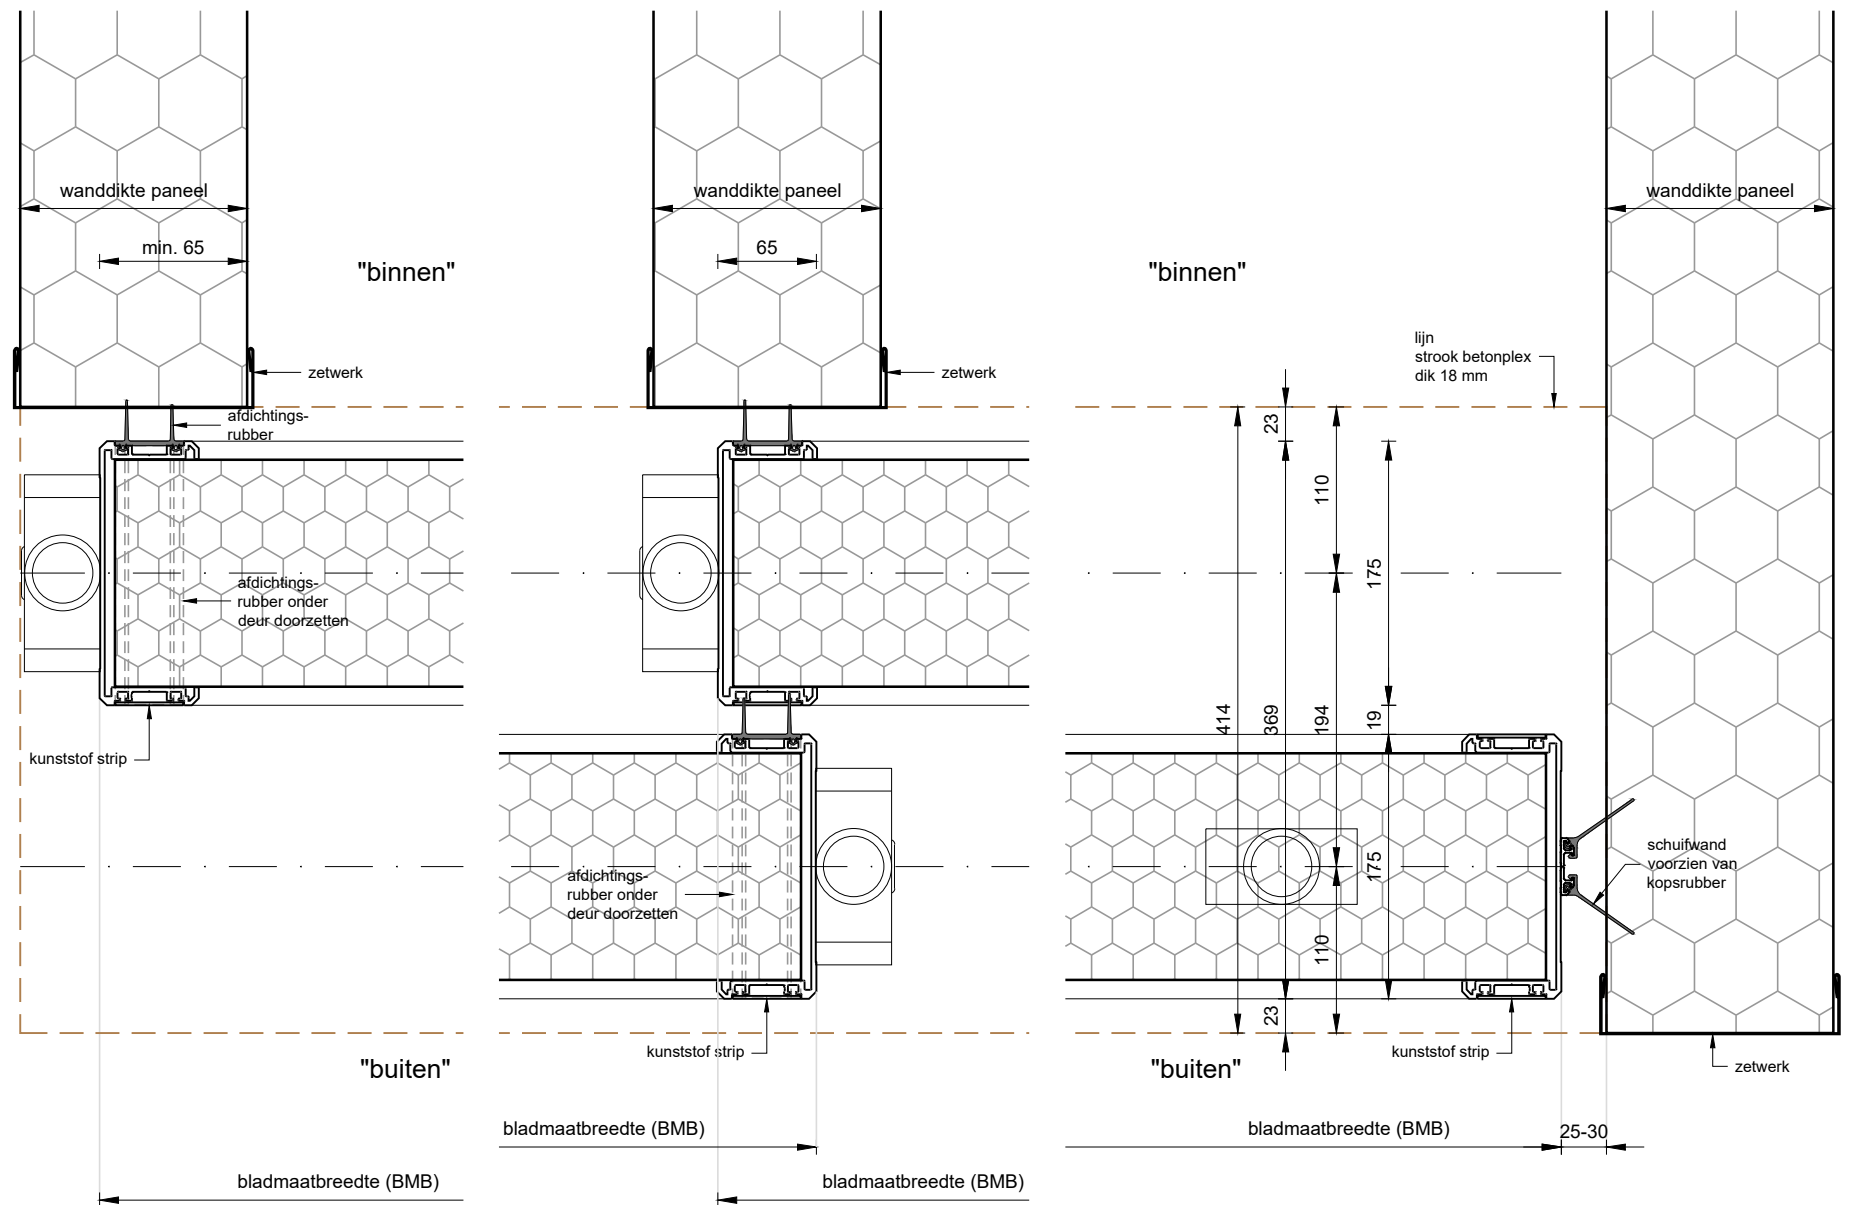 wanddikte paneel
min. 65
"binnen"
zetwerk
afdichtings-
rubber
afdichtings-
rubber onder
deur doorzetten
kunststof strip
"buiten"
bladmaatbreedte (BMB)
wanddikte paneel
65
zetwerk
afdichtings-
rubber onder
deur doorzetten
kunststof strip
bladmaatbreedte (BMB)
bladmaatbreedte (BMB)
wanddikte paneel
"binnen"
lijn
strook betonplex
dik 18 mm
23
110
175
414
369
194
19
175
110
23
schuifwand
voorzien van
kopsrubber
kunststof strip
zetwerk
"buiten"
bladmaatbreedte (BMB)
25-30